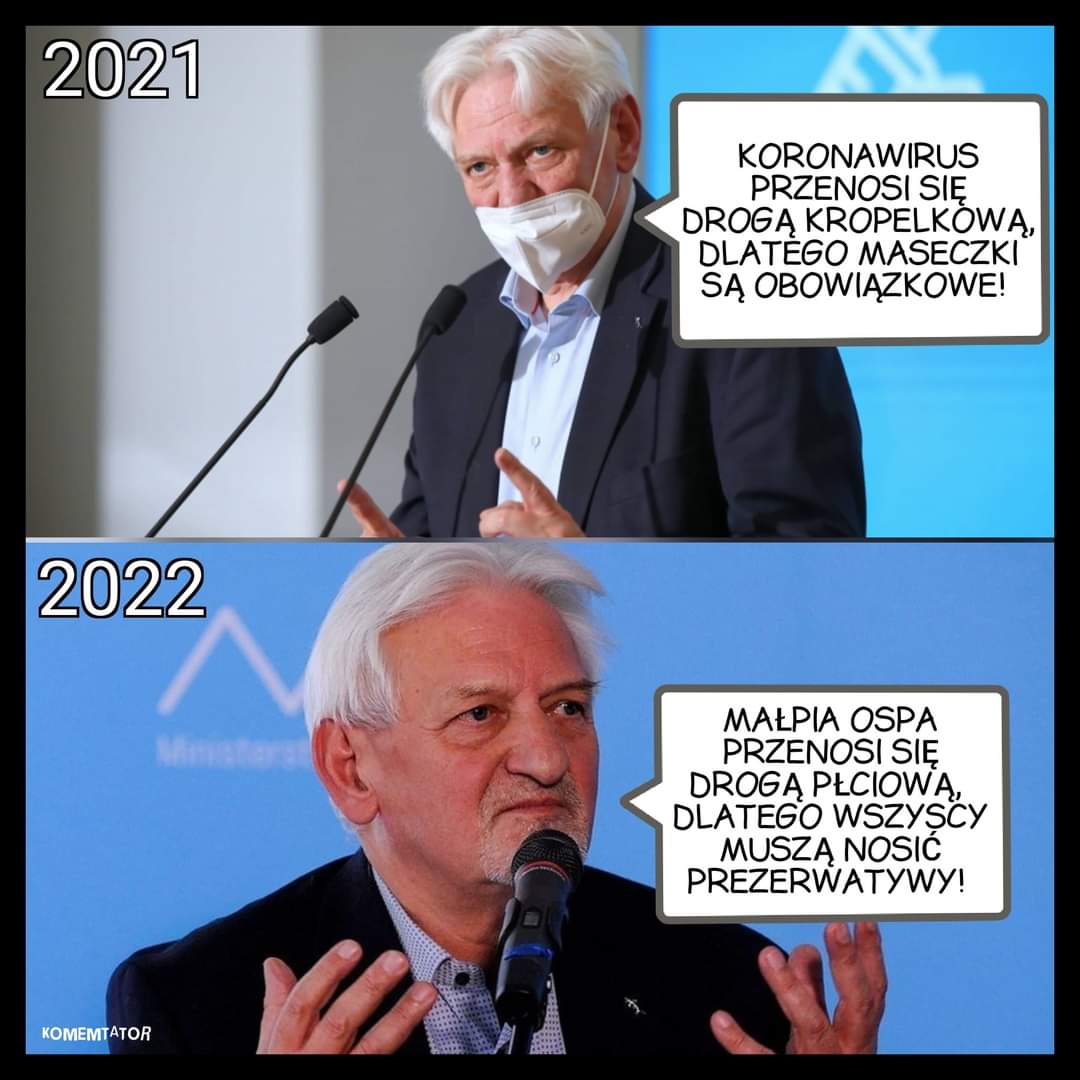 2021
KORONAWIRUS
PRZENOSI SIĘ
DROGĄ KROPELKOWĄ,
DLATEGO MASECZKI
SĄ OBOWIĄZKOWE!
2022
Ministerst
MAŁPIA OSPA
PRZENOSI SIĘ
DROGĄ PŁCIOWĄ,
DLATEGO WSZYSCY
MUSZĄ NOSIĆ
PREZERWATYWY!
KOMEMTATOR